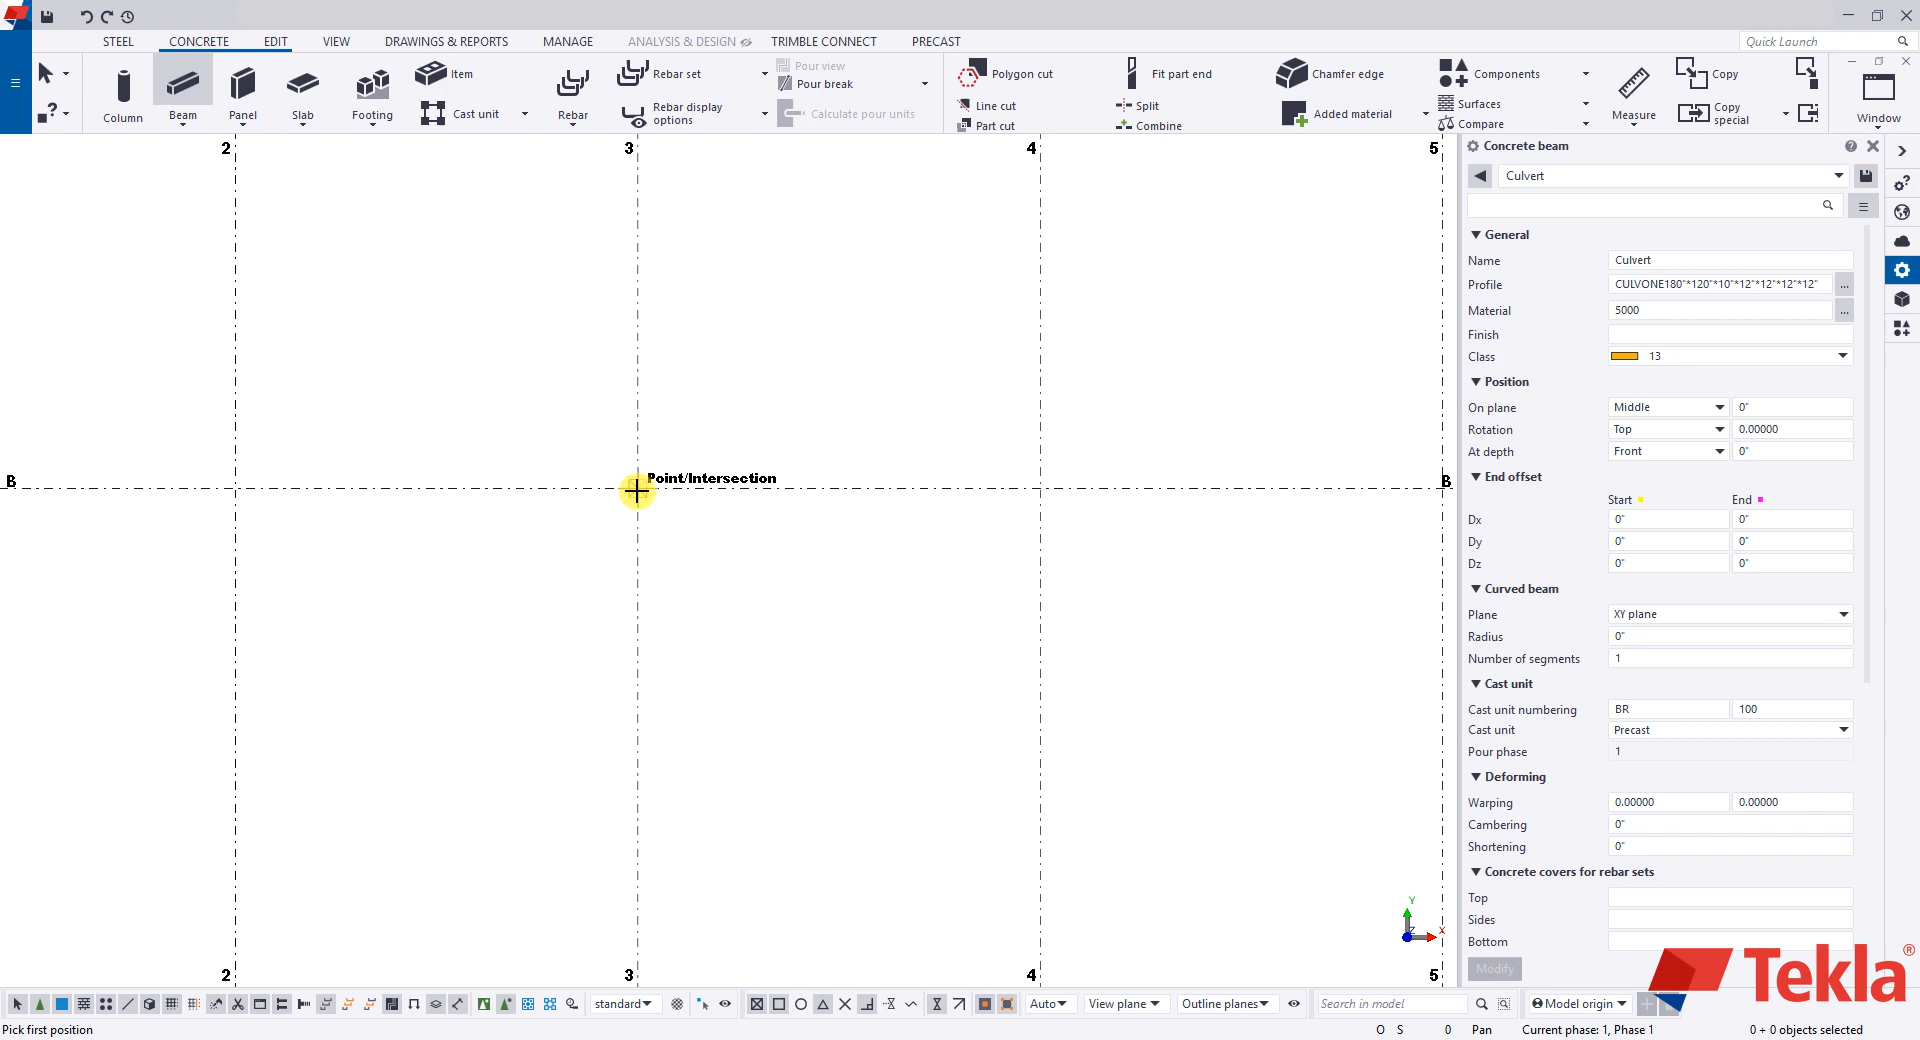 STEEL CONCRETE EDIT VIEW DRAWINGS & REPORTS MANAGE ANALYSIS & DESIGN TRIMBLE CONNECT PRECAST Quick Launch
Column
Beam
Panel
Slab
Footing
Item
Cast unit
Rebar
Rebar set
Rebar display
options
Pour view
Pour break
Calculate pour units
Polygon cut
Line cut
Part cut
Fit part end
Split
Combine
Chamfer edge
Added material
Components
Surfaces
Compare
Measure
Copy
Copy
special
Window
2 3 4 5
B B
Point/Intersection
2 3 4 5
Y
Z X
Concrete beam
Culvert
General
Name Culvert
Profile CULVONE180"*120"*10"*12"*12"*12"*12" ...
Material 5000 ...
Finish
Class 13
Position
On plane Middle 0"
Rotation Top 0.00000
At depth Front 0"
End offset
Start End
Dx 0" 0"
Dy 0" 0"
Dz 0" 0"
Curved beam
Plane XY plane
Radius 0"
Number of segments 1
Cast unit
Cast unit numbering BR 100
Cast unit Precast
Pour phase 1
Deforming
Warping 0.00000 0.00000
Cambering 0"
Shortening 0"
Concrete covers for rebar sets
Top
Sides
Bottom
Modify
Tekla®
standard Auto View plane Outline planes Search in model Model origin
Pick first position O S 0 Pan Current phase: 1, Phase 1 0 + 0 objects selected